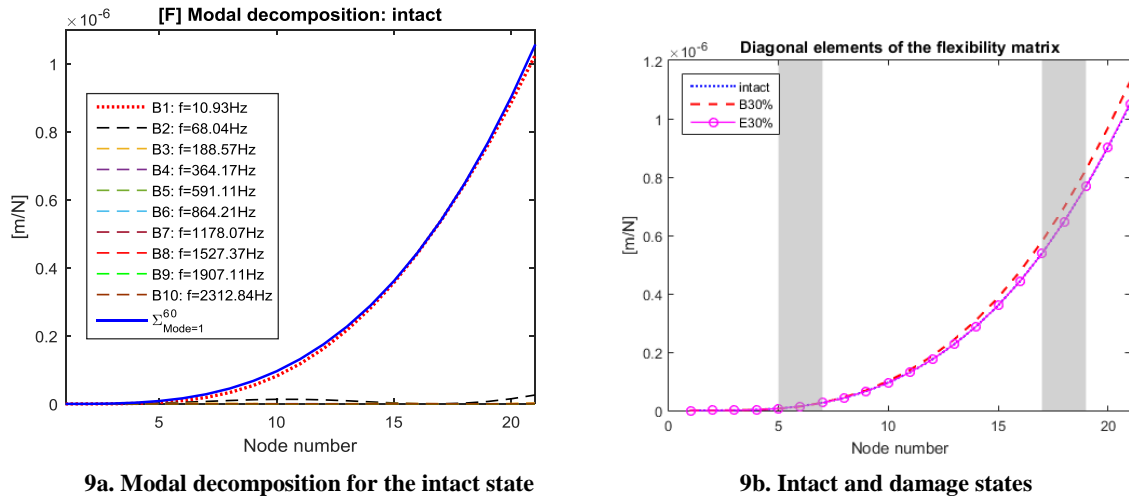 [F] Modal decomposition: intact
×10⁻⁶
1
0.8
0.6
0.4
0.2
0
[m/N]
B1: f=10.93Hz
B2: f=68.04Hz
B3: f=188.57Hz
B4: f=364.17Hz
B5: f=591.11Hz
B6: f=864.21Hz
B7: f=1178.07Hz
B8: f=1527.37Hz
B9: f=1907.11Hz
B10: f=2312.84Hz
Σ⁶⁰Mode=1
5 10 15 20
Node number
9a. Modal decomposition for the intact state
Diagonal elements of the flexibility matrix
×10⁻⁶
1.2
1
0.8
0.6
0.4
0.2
0
[m/N]
intact
B30%
E30%
0 5 10 15 20
Node number
9b. Intact and damage states